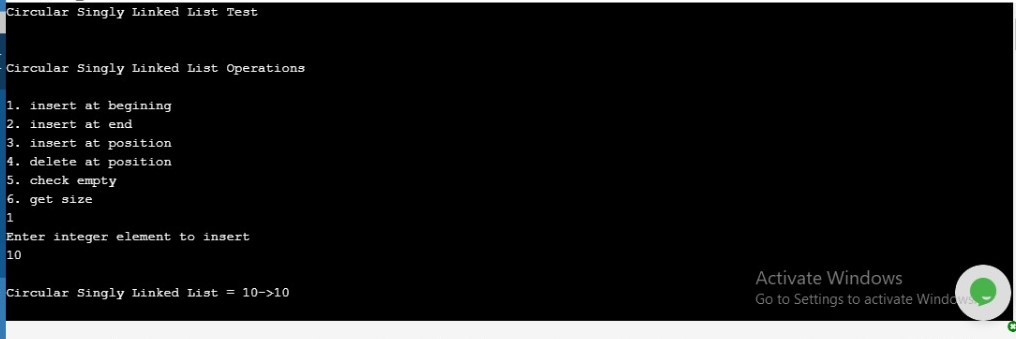 Circular Singly Linked List Test
Circular Singly Linked List Operations
1. insert at begining
2. insert at end
3. insert at position
4. delete at position
5. check empty
6. get size
1
Enter integer element to insert
10
Circular Singly Linked List = 10->10
Activate Windows
Go to Settings to activate Windows.